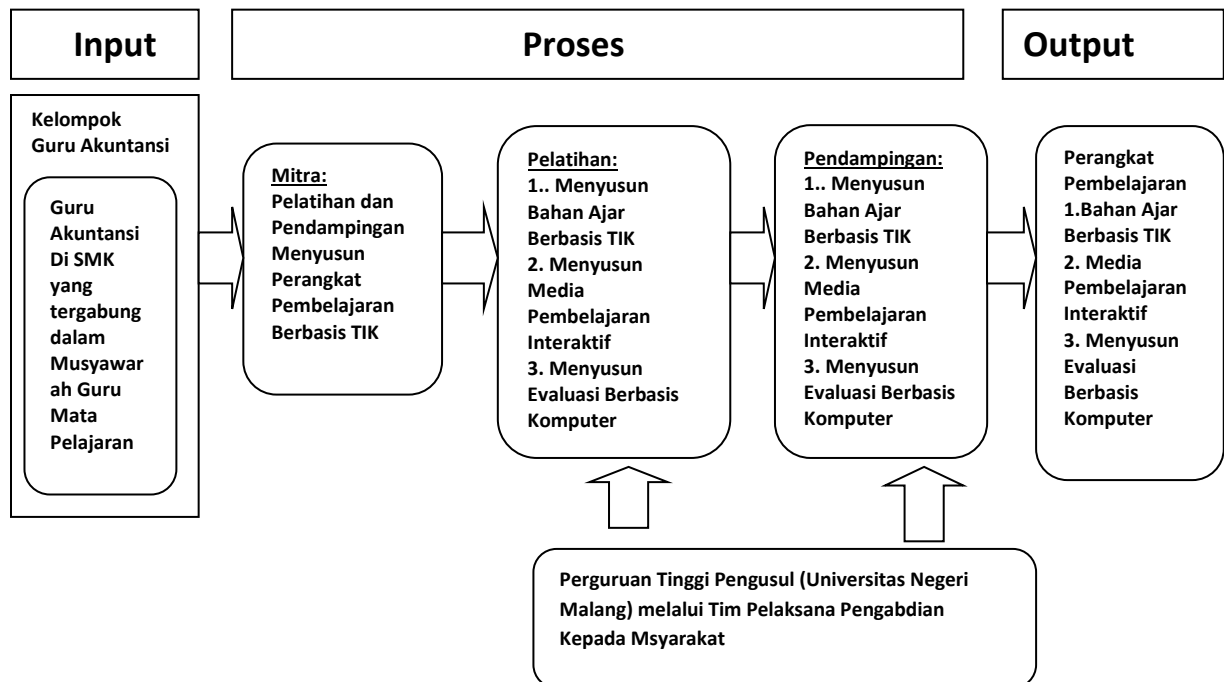 Input
Proses
Output
Kelompok
Guru Akuntansi
Guru
Akuntansi
Di SMK
yang
tergabung
dalam
Musyawar
ah Guru
Mata
Pelajaran
Mitra:
Pelatihan dan
Pendampingan
Menyusun
Perangkat
Pembelajaran
Berbasis TIK
Pelatihan:
1.. Menyusun
Bahan Ajar
Berbasis TIK
2. Menyusun
Media
Pembelajaran
Interaktif
3. Menyusun
Evaluasi Berbasis
Komputer
Pendampingan:
1.. Menyusun
Bahan Ajar
Berbasis TIK
2. Menyusun
Media
Pembelajaran
Interaktif
3. Menyusun
Evaluasi Berbasis
Komputer
Perangkat
Pembelajaran
1.Bahan Ajar
Berbasis TIK
2. Media
Pembelajaran
Interaktif
3. Menyusun
Evaluasi
Berbasis
Komputer
Perguruan Tinggi Pengusul (Universitas Negeri
Malang) melalui Tim Pelaksana Pengabdian
Kepada Msyarakat